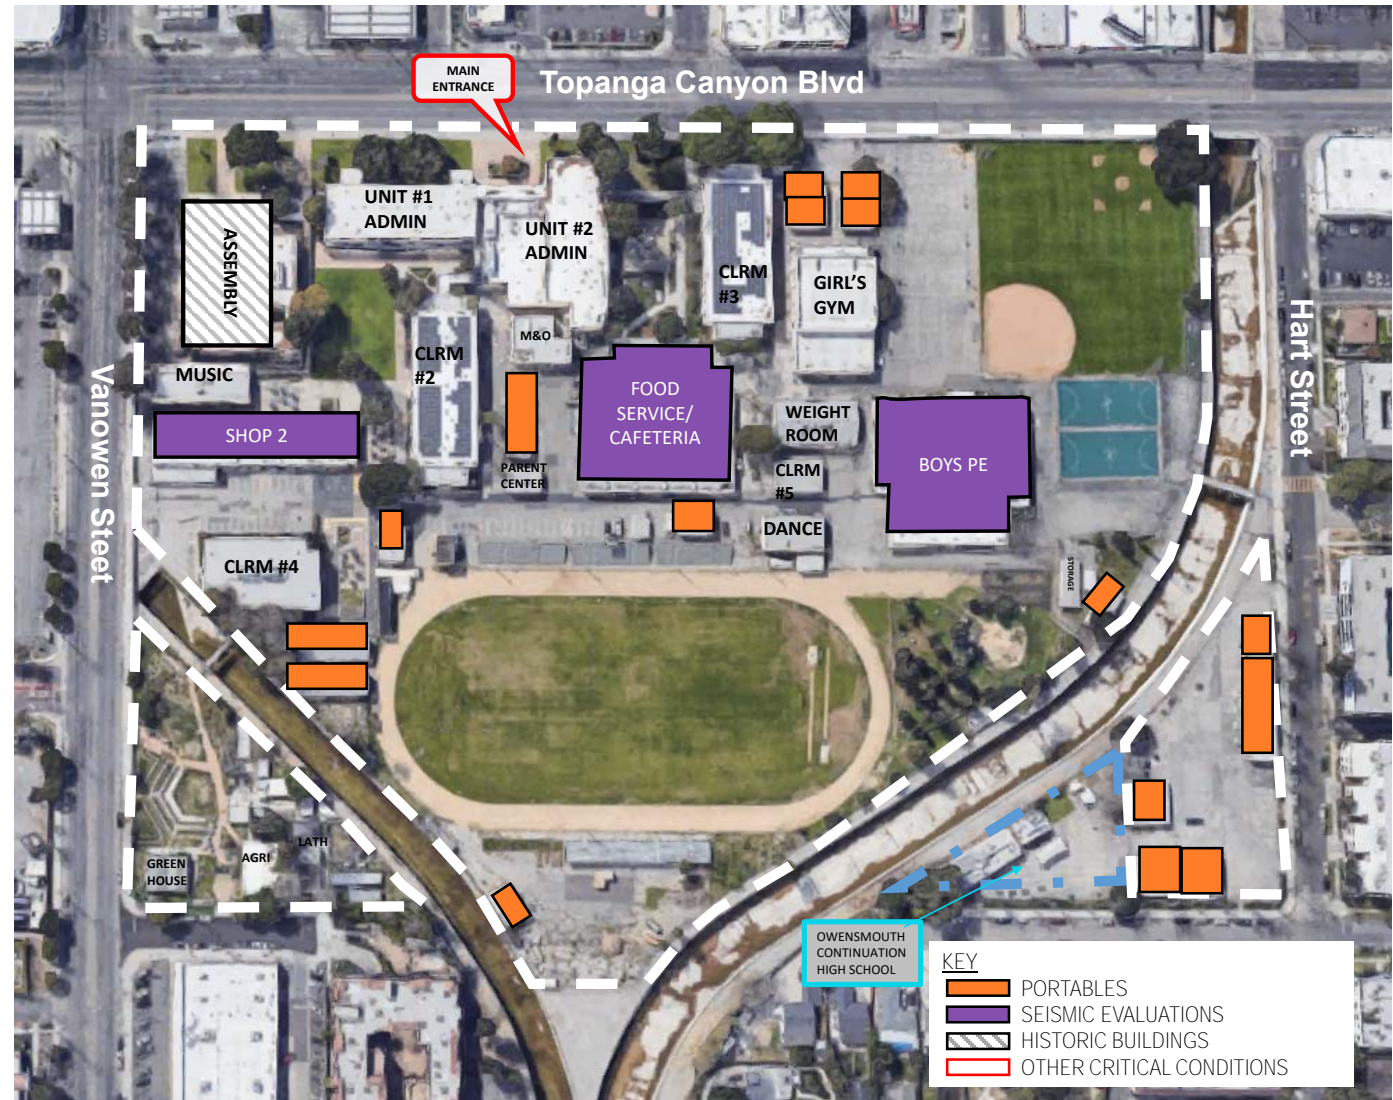 MAIN
ENTRANCE
Topanga Canyon Blvd
UNIT #1
ADMIN
UNIT #2
ADMIN
ASSEMBLY
CLRM
#3
GIRL'S
GYM
M&O
CLRM
#2
MUSIC
FOOD
SERVICE/
CAFETERIA
SHOP 2
WEIGHT
ROOM
BOYS PE
PARENT
CENTER
CLRM
#5
DANCE
CLRM #4
STORAGE
Vanowen Steet
Hart Street
LATH
AGRI
GREEN
HOUSE
OWENSMOUTH
CONTINUATION
HIGH SCHOOL
KEY
PORTABLES
SEISMIC EVALUATIONS
HISTORIC BUILDINGS
OTHER CRITICAL CONDITIONS